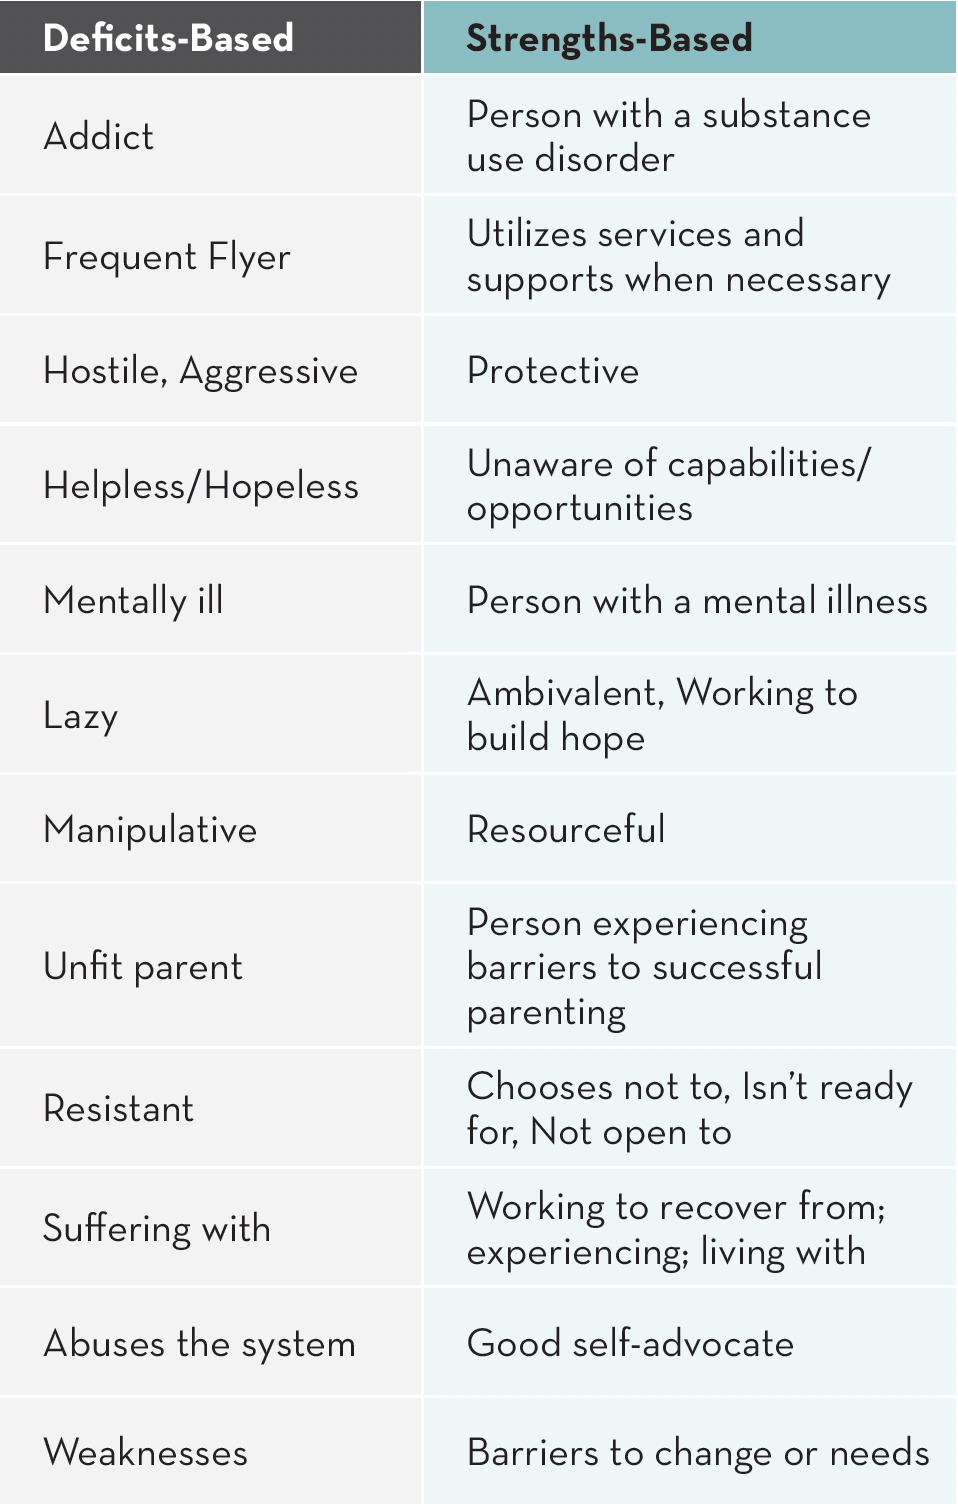 Deficits-Based
Strengths-Based
Addict
Person with a substance
use disorder
Frequent Flyer
Utilizes services and
supports when necessary
Hostile, Aggressive
Protective
Helpless/Hopeless
Unaware of capabilities/
opportunities
Mentally ill
Person with a mental illness
Lazy
Ambivalent, Working to
build hope
Manipulative
Resourceful
Unfit parent
Person experiencing
barriers to successful
parenting
Resistant
Chooses not to, Isn’t ready
for, Not open to
Suffering with
Working to recover from;
experiencing; living with
Abuses the system
Good self-advocate
Weaknesses
Barriers to change or needs